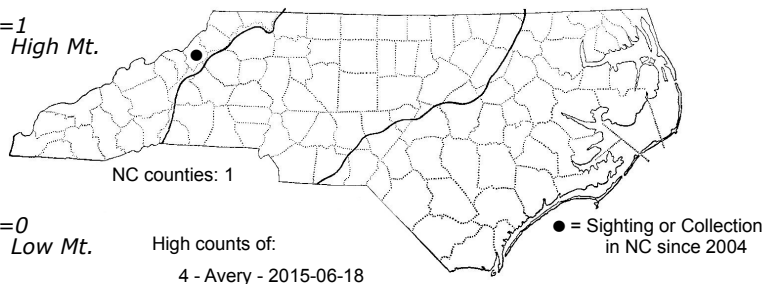 =1
High Mt.
NC counties: 1
=0
Low Mt.
High counts of:
4 - Avery - 2015-06-18
● = Sighting or Collection
in NC since 2004